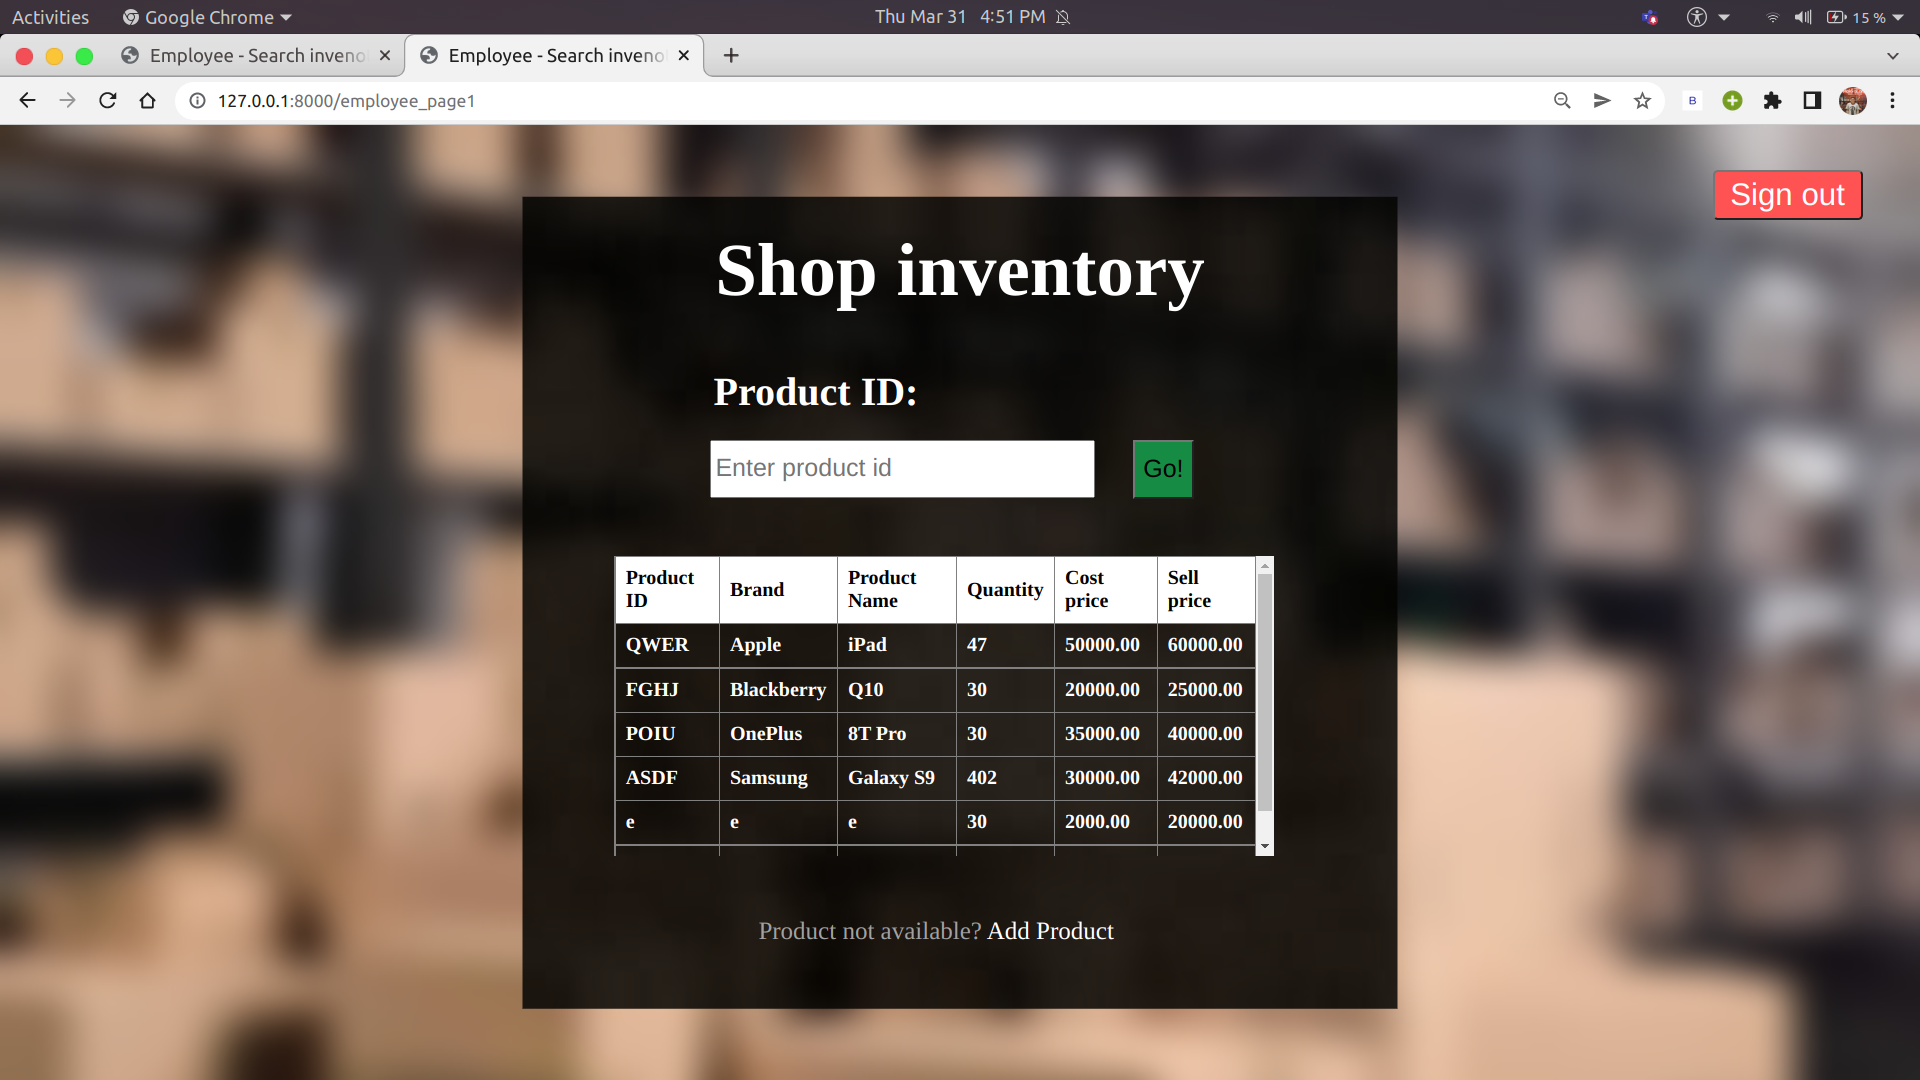 Activities Google Chrome Thu Mar 31 4:51 PM 15 %
Employee - Search inveno Employee - Search inveno
127.0.0.1:8000/employee_page1 B
Sign out
Shop inventory
Product ID:
Enter product id Go!
Product ID Brand Product Name Quantity Cost price Sell price
QWER Apple iPad 47 50000.00 60000.00
FGHJ Blackberry Q10 30 20000.00 25000.00
POIU OnePlus 8T Pro 30 35000.00 40000.00
ASDF Samsung Galaxy S9 402 30000.00 42000.00
e e e 30 2000.00 20000.00
Product not available? Add Product